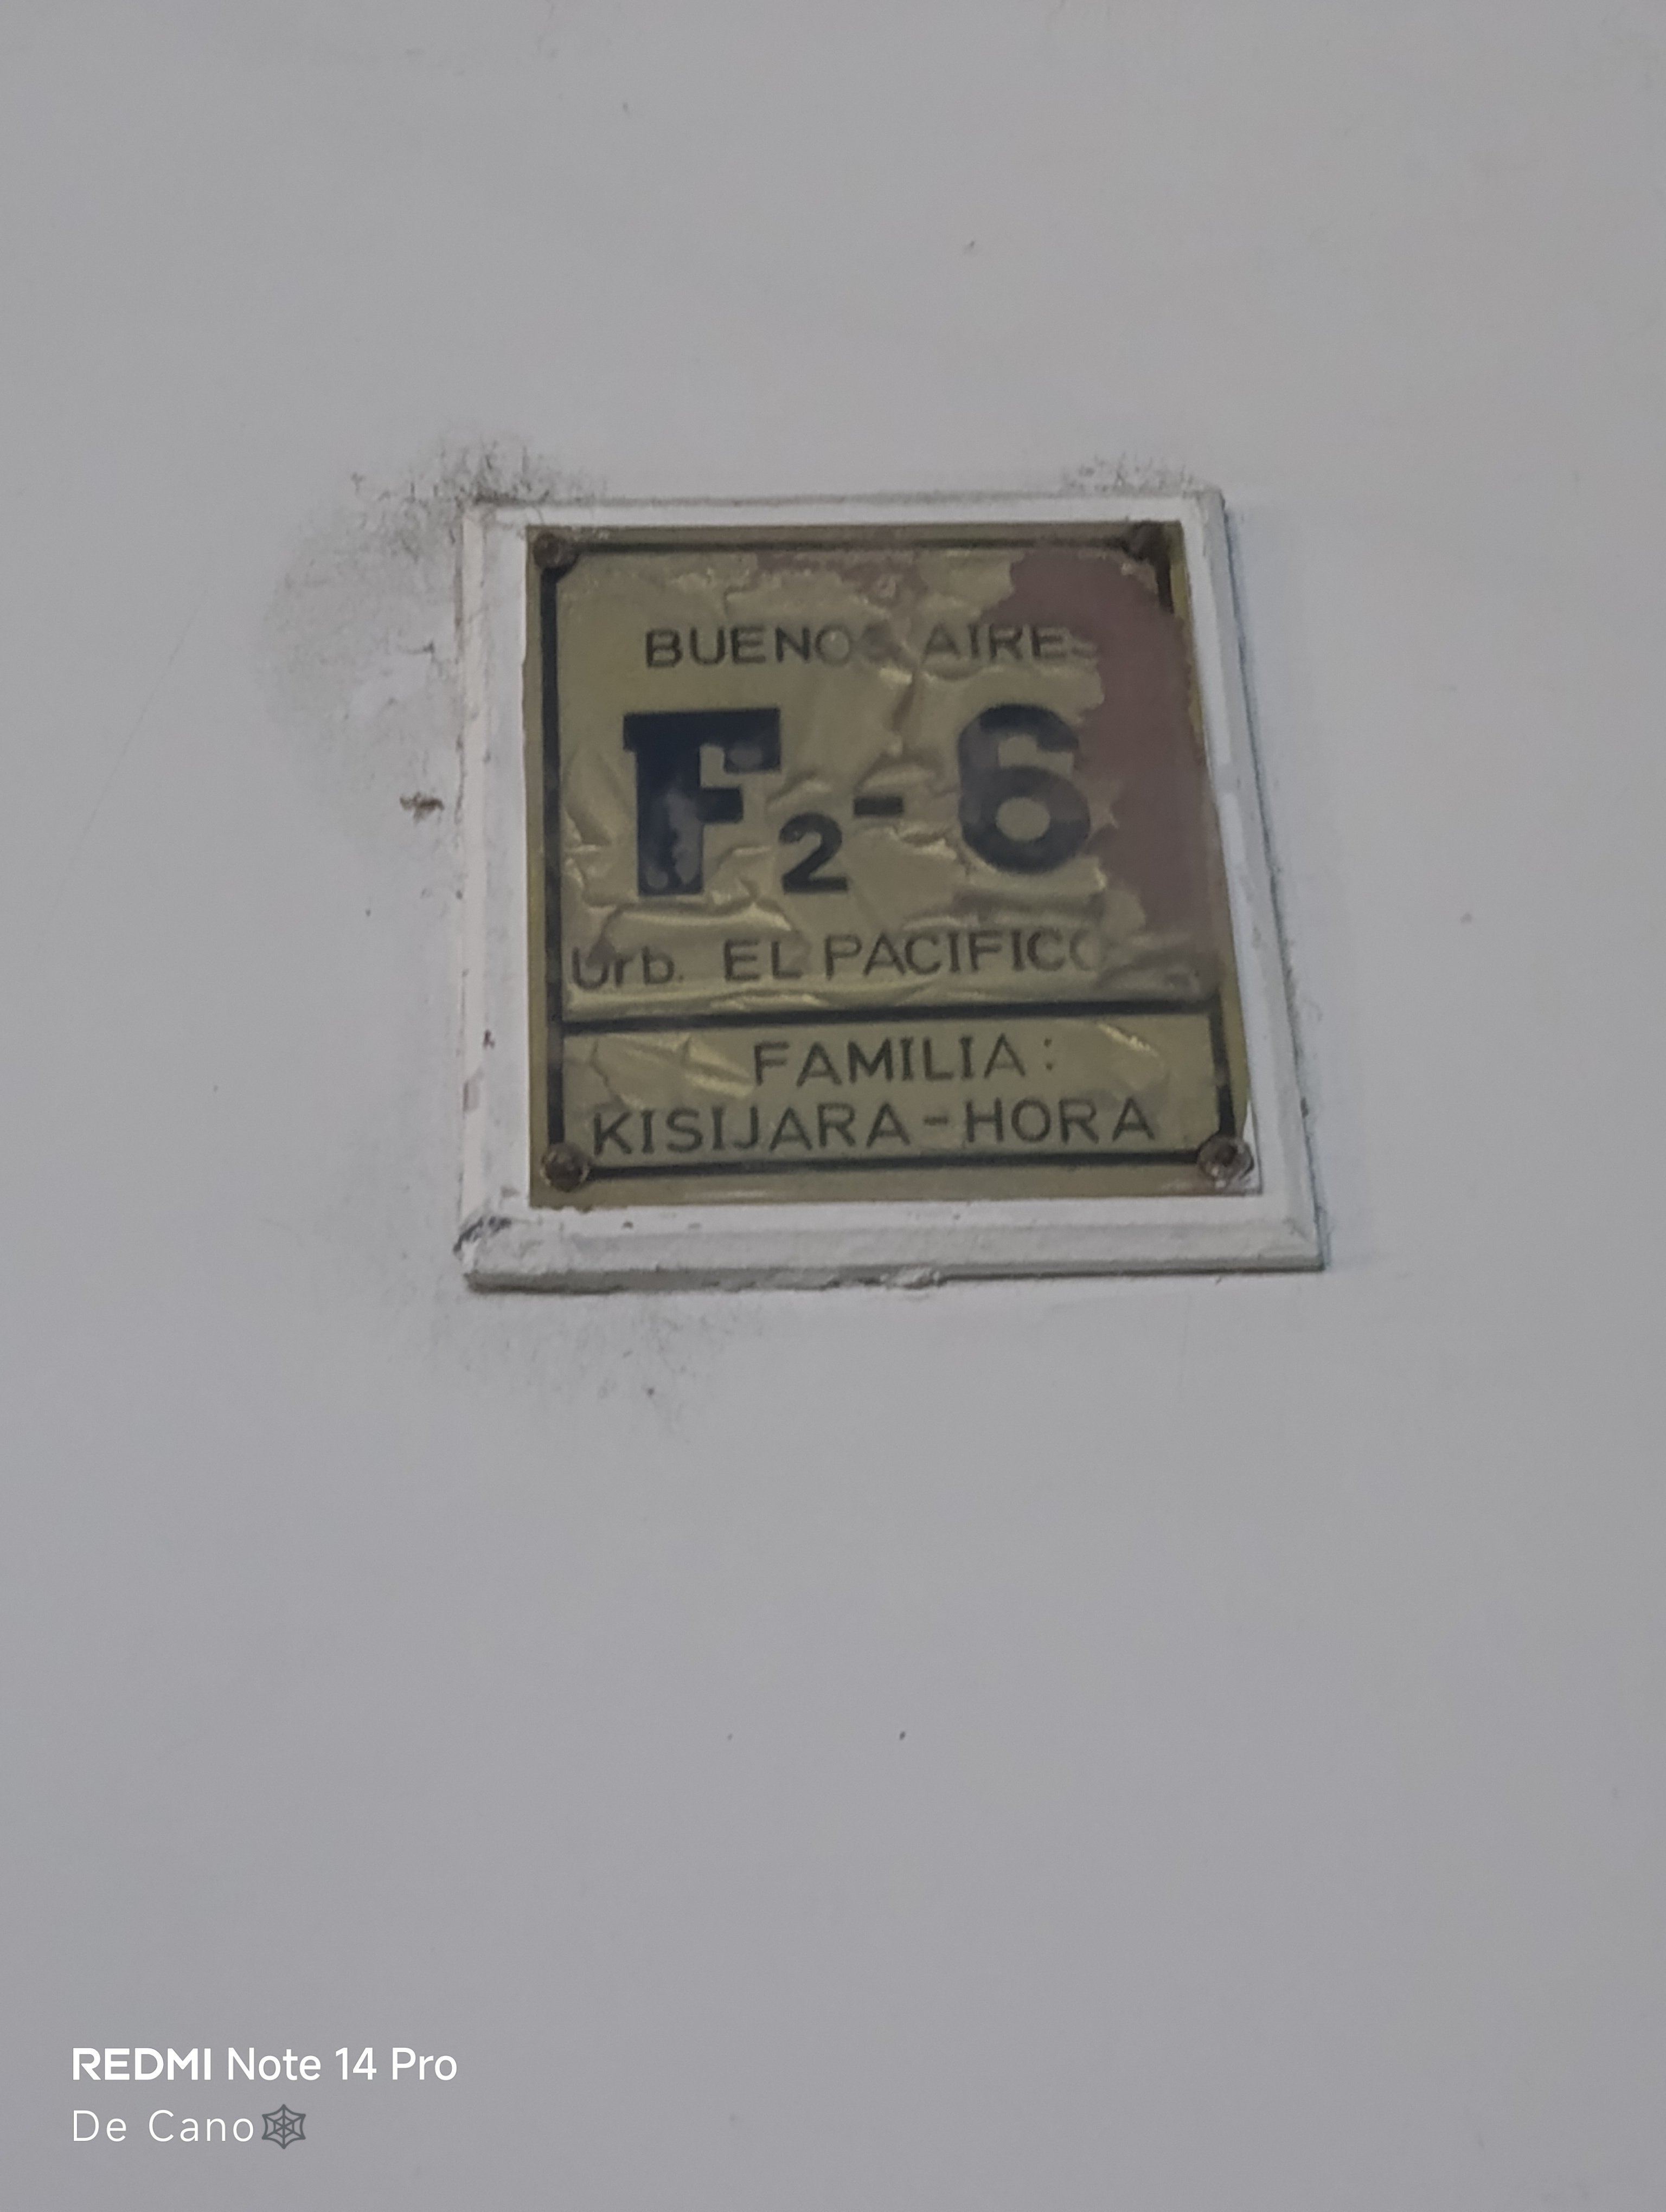 BUENOS AIRES
F2-6
Urb. EL PACIFICO
FAMILIA:
KISIJARA-HORA
REDMI Note 14 Pro
De Cano